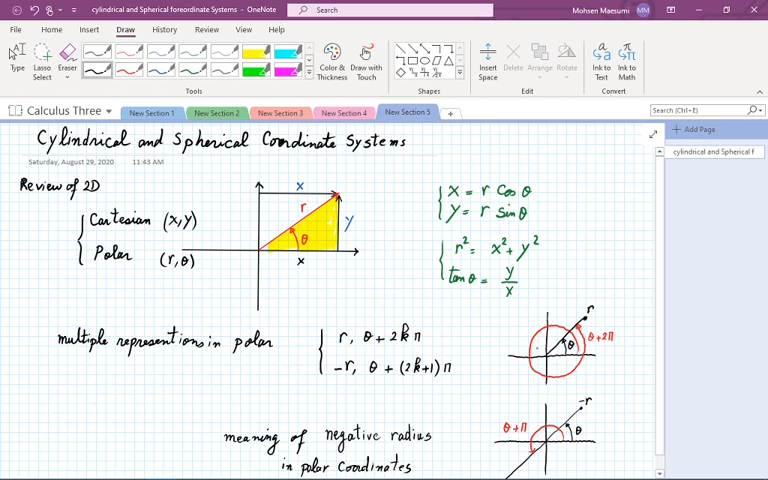 cylindrical and Spherical foreordinate Systems - OneNote
Search
Mohsen Maesumi
MM
File Home Insert Draw History Review View Help
Type
Lasso Select
Eraser
Color & Thickness
Draw with Touch
Insert Space
Delete
Arrange
Rotate
Ink to Text
Ink to Math
Tools
Shapes
Edit
Convert
Calculus Three
New Section 1
New Section 2
New Section 3
New Section 4
New Section 5
Search (Ctrl+E)
Add Page
cylindrical and Spherical f
Cylindrical and Spherical Coordinate Systems
Saturday, August 29, 2020 11:43 AM
Review of 2D
Cartesian (x,y)
Polar (r,θ)
x
r
y
θ
x
x = r cos θ
y = r sin θ
r² = x² + y²
tan θ = y/x
multiple represention in polar
r, θ + 2kπ
-r, θ + (2k+1)π
r
θ
θ+2π
meaning of negative radius
in polar coordinates
-r
θ
θ+π